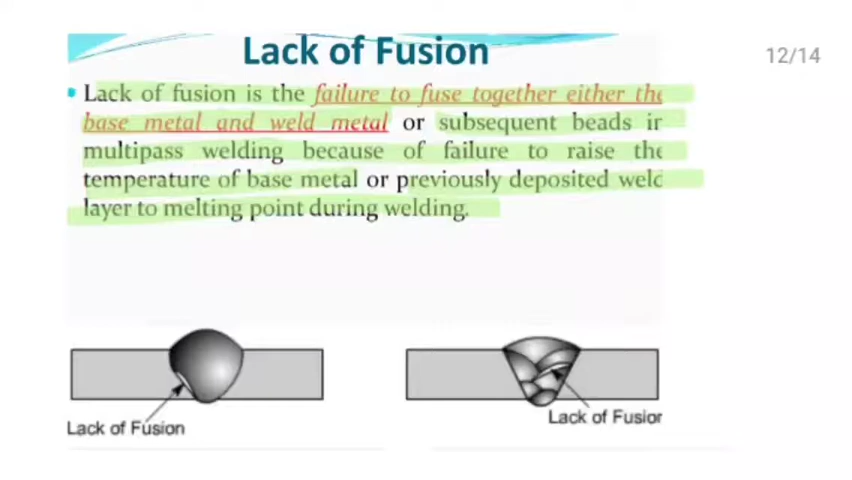 Lack of Fusion
12/14
Lack of fusion is the failure to fuse together either the
base metal and weld metal or subsequent beads in
multipass welding because of failure to raise the
temperature of base metal or previously deposited weld
layer to melting point during welding.
Lack of Fusion
Lack of Fusion